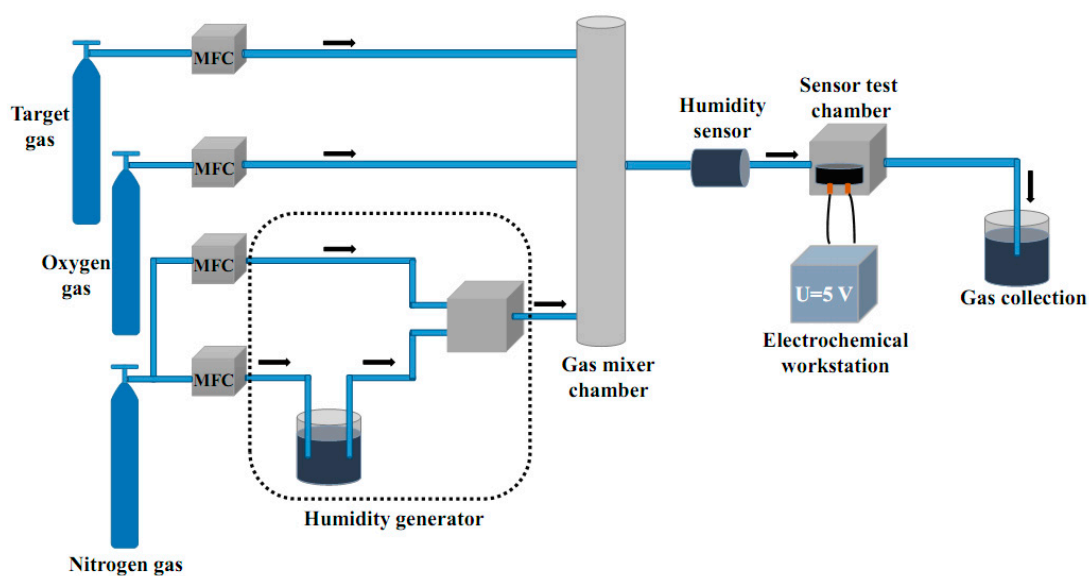 MFC
Target
gas
MFC
Oxygen
gas
MFC
MFC
Nitrogen gas
Humidity generator
Gas mixer
chamber
Humidity
sensor
Sensor test
chamber
U=5 V
Electrochemical
workstation
Gas collection